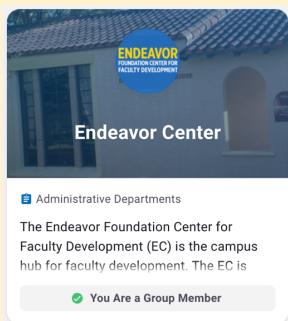 ENDEAVOR
FOUNDATION CENTER FOR
FACULTY DEVELOPMENT
Endeavor Center
Administrative Departments
The Endeavor Foundation Center for
Faculty Development (EC) is the campus
hub for faculty development. The EC is
You Are a Group Member